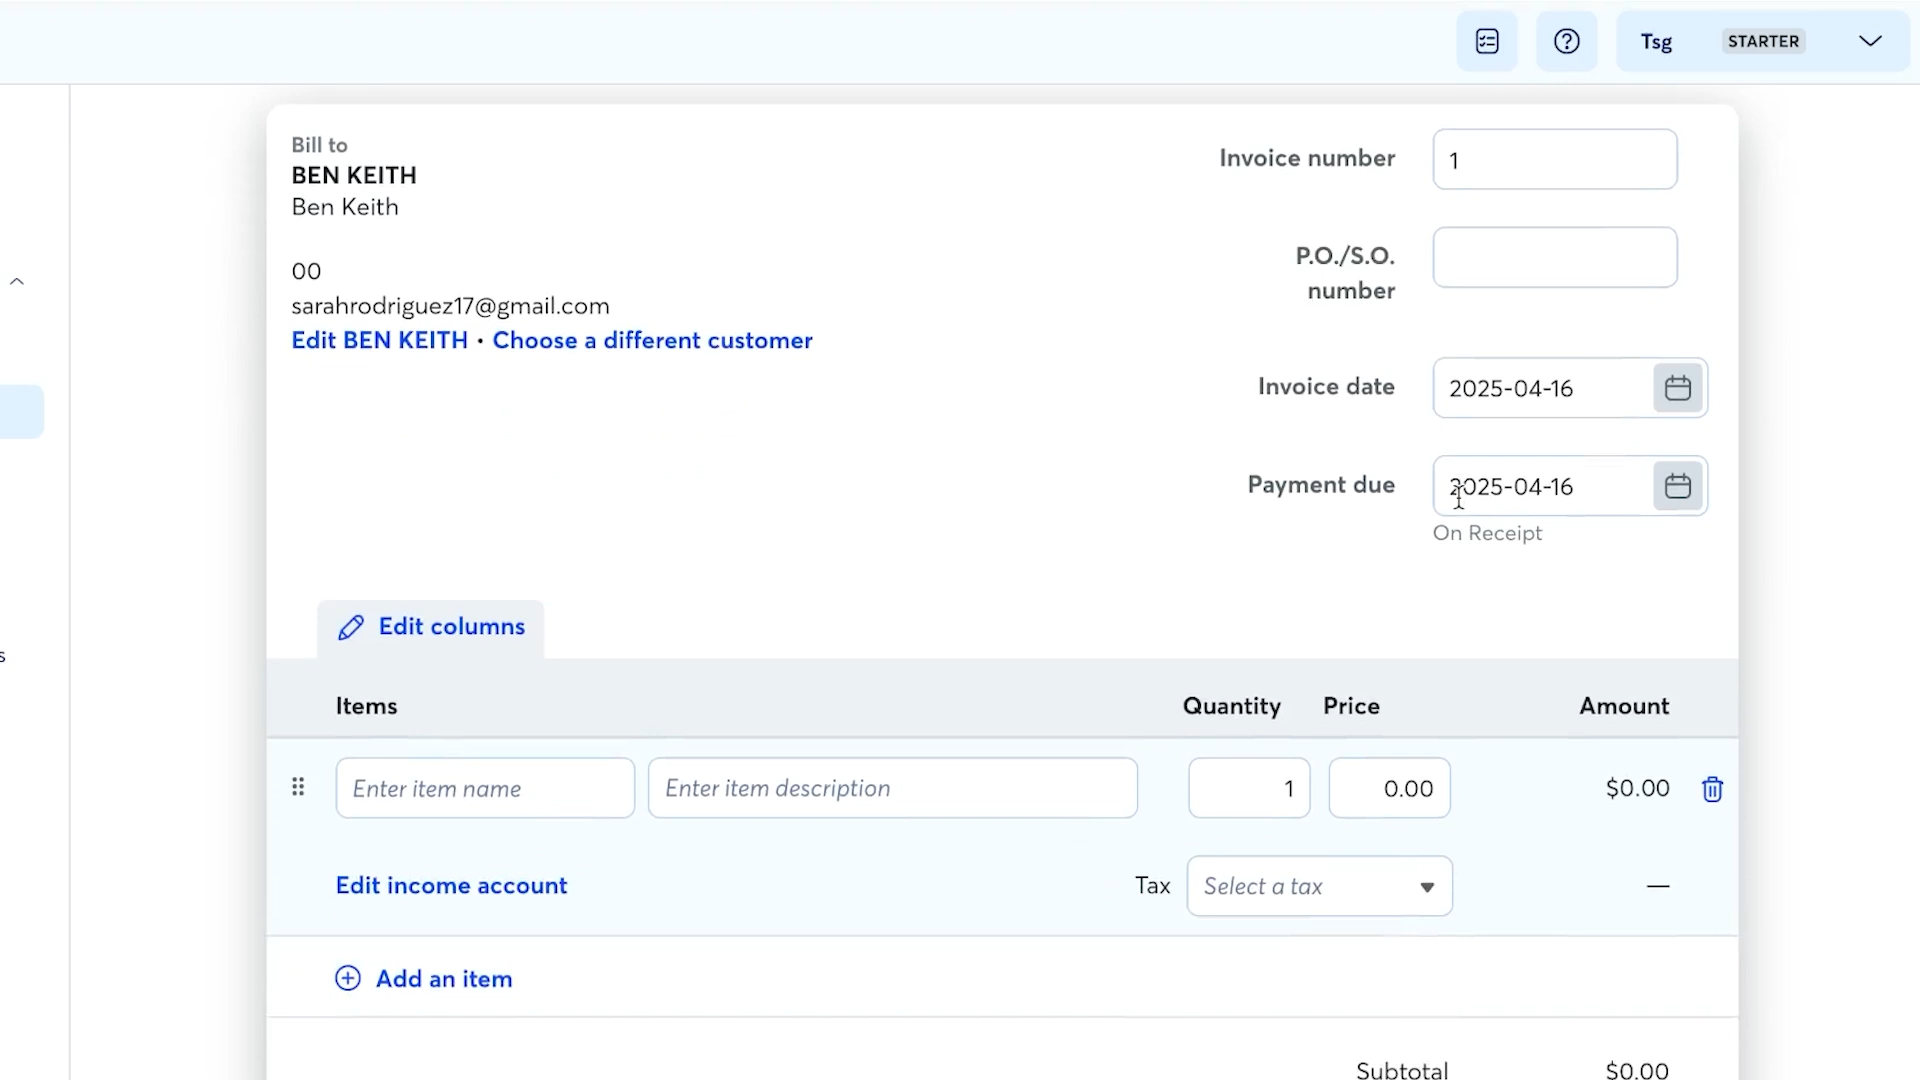 Tsg STARTER
Bill to
BEN KEITH
Ben Keith
00
sarahrodriguez17@gmail.com
Edit BEN KEITH • Choose a different customer
Invoice number 1
P.O./S.O.
number
Invoice date 2025-04-16
Payment due 2025-04-16
On Receipt
s
Edit columns
Items Quantity Price Amount
Enter item name Enter item description 1 0.00 $0.00
Edit income account Tax Select a tax —
Add an item
Subtotal $0.00